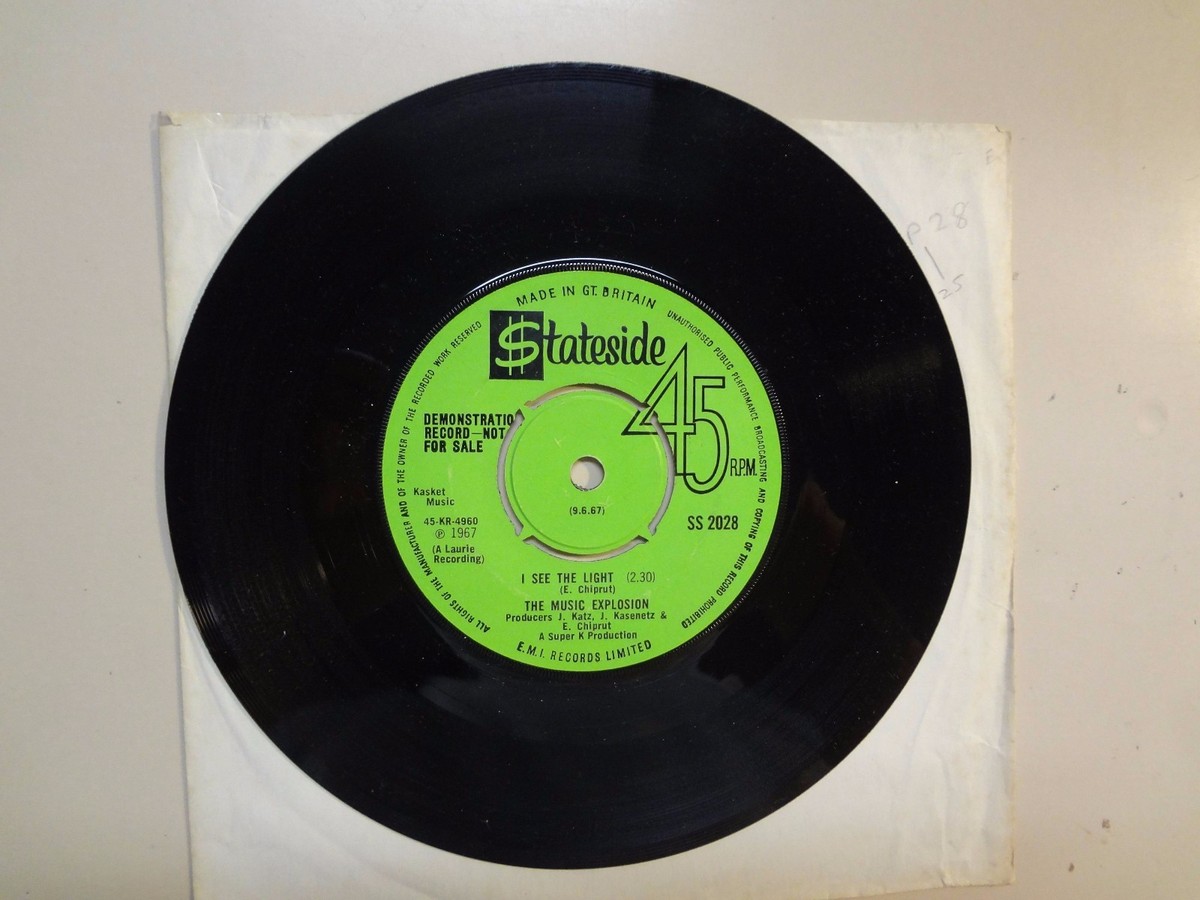 MADE IN GT. BRITAIN
UNAUTHORISED PUBLIC PERFORMANCE BROADCASTING AND COPYING OF THIS RECORD PROHIBITED
ALL RIGHTS OF THE MANUFACTURER AND OF THE OWNER OF THE RECORDED WORK RESERVED
$tateside
45
R.P.M.
DEMONSTRATIO
RECORD—NOT
FOR SALE
Kasket
Music
45-KR-4960
℗ 1967
(A Laurie
Recording)
(9.6.67)
SS 2028
I SEE THE LIGHT (2.30)
(E. Chiprut)
THE MUSIC EXPLOSION
Producers J. Katz, J. Kasenetz &
E. Chiprut
A Super K Production
E.M.I. RECORDS LIMITED
P 28
25
E